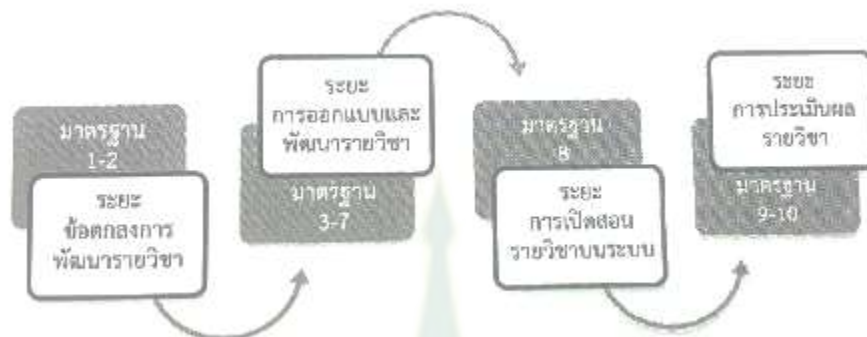 มาตรฐาน
1-2
ระยะ
ข้อตกลงการ
พัฒนารายวิชา
ระยะ
การออกแบบและ
พัฒนารายวิชา
มาตรฐาน
3-7
มาตรฐาน
8
ระยะ
การเปิดสอน
รายวิชาบนระบบ
ระยะ
การประเมินผล
รายวิชา
มาตรฐาน
9-10